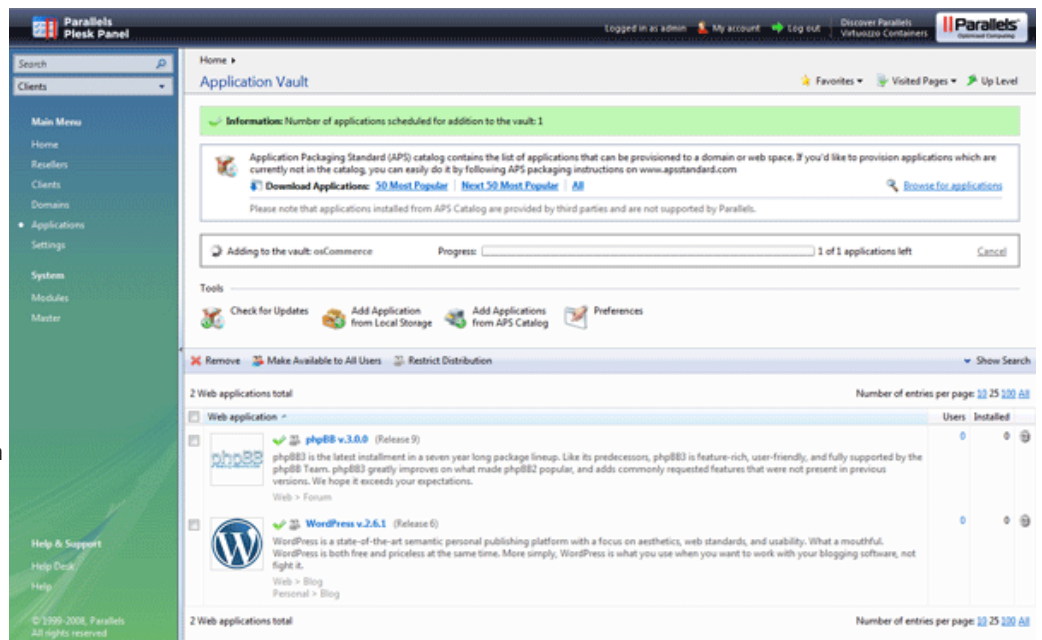 Parallels
Plesk Panel
Logged in as admin My account Log out Discover Parallels
Virtuozzo Containers
Parallels
Optimized Computing
Search
Clients
Main Menu
Home
Resellers
Clients
Domains
Applications
Settings
System
Modules
Master
Help & Support
Help Desk
Help
© 1999-2008, Parallels
All rights reserved
Home
Application Vault
Favorites Visited Pages Up Level
Information: Number of applications scheduled for addition to the vault: 1
Application Packaging Standard (APS) catalog contains the list of applications that can be provisioned to a domain or web space. If you'd like to provision applications which are
currently not in the catalog, you can easily do it by following APS packaging instructions on www.apsstandard.com
Download Applications: 50 Most Popular | Next 50 Most Popular | All Browse for applications
Please note that applications installed from APS Catalog are provided by third parties and are not supported by Parallels.
Adding to the vault: osCommerce Progress: 1 of 1 applications left Cancel
Tools
Check for Updates
Add Application
from Local Storage
Add Applications
from APS Catalog
Preferences
Remove Make Available to All Users Restrict Distribution Show Search
2 Web applications total Number of entries per page: 10 25 100 All
Web application Users Installed
phpBB
phpBB v.3.0.0 (Release 9) 0 0
phpBB3 is the latest installment in a seven year long package lineup. Like its predecessors, phpBB3 is feature-rich, user-friendly, and fully supported by the
phpBB Team. phpBB3 greatly improves on what made phpBB2 popular, and adds commonly requested features that were not present in previous
versions. We hope it exceeds your expectations.
Web > Forum
W
WordPress v.2.6.1 (Release 6) 0 0
WordPress is a state-of-the-art semantic personal publishing platform with a focus on aesthetics, web standards, and usability. What a mouthful.
WordPress is both free and priceless at the same time. More simply, WordPress is what you use when you want to work with your blogging software, not
fight it.
Web > Blog
Personal > Blog
2 Web applications total Number of entries per page: 10 25 100 All